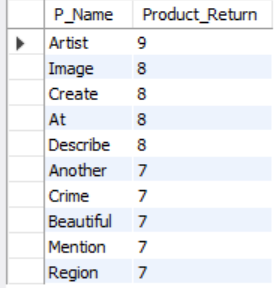 P_Name Product_Return
Artist 9
Image 8
Create 8
At 8
Describe 8
Another 7
Crime 7
Beautiful 7
Mention 7
Region 7